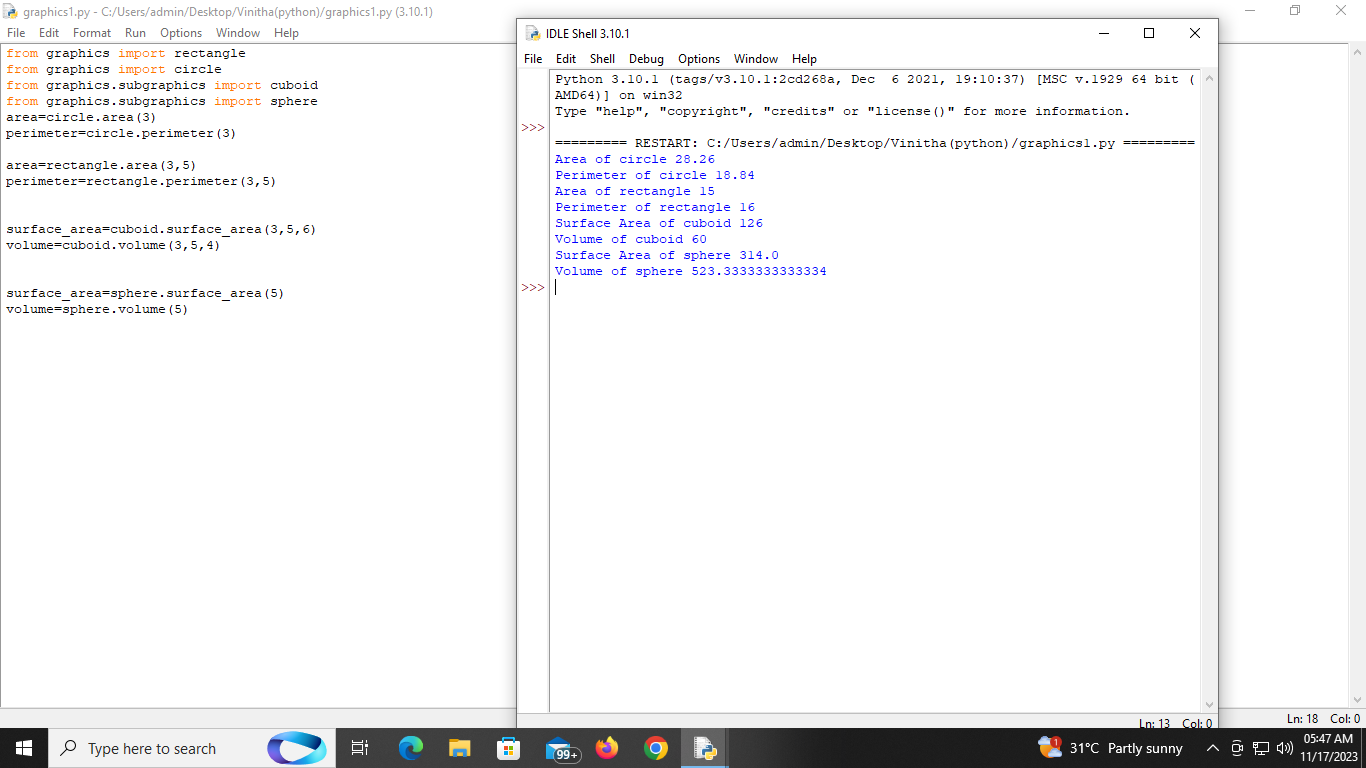 graphics1.py - C:/Users/admin/Desktop/Vinitha(python)/graphics1.py (3.10.1)
File Edit Format Run Options Window Help
from graphics import rectangle
from graphics import circle
from graphics.subgraphics import cuboid
from graphics.subgraphics import sphere
area=circle.area(3)
perimeter=circle.perimeter(3)
area=rectangle.area(3,5)
perimeter=rectangle.perimeter(3,5)
surface_area=cuboid.surface_area(3,5,6)
volume=cuboid.volume(3,5,4)
surface_area=sphere.surface_area(5)
volume=sphere.volume(5)
IDLE Shell 3.10.1
File Edit Shell Debug Options Window Help
Python 3.10.1 (tags/v3.10.1:2cd268a, Dec  6 2021, 19:10:37) [MSC v.1929 64 bit (
AMD64)] on win32
Type "help", "copyright", "credits" or "license()" for more information.
>>>
========= RESTART: C:/Users/admin/Desktop/Vinitha(python)/graphics1.py =========
Area of circle 28.26
Perimeter of circle 18.84
Area of rectangle 15
Perimeter of rectangle 16
Surface Area of cuboid 126
Volume of cuboid 60
Surface Area of sphere 314.0
Volume of sphere 523.3333333333334
>>>
Ln: 13 Col: 0
Ln: 18 Col: 0
Type here to search
99+
1
31°C Partly sunny
05:47 AM
11/17/2023